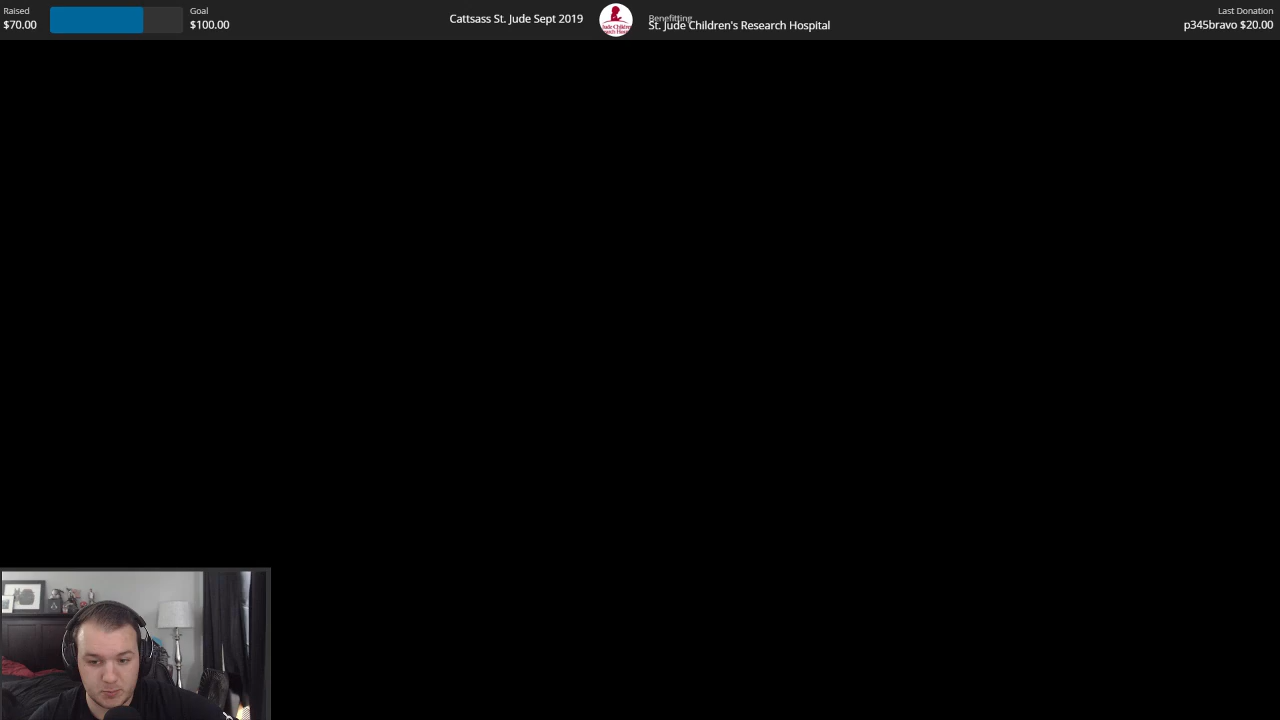 Raised
$70.00
Goal
$100.00
Cattsass St. Jude Sept 2019
Benefitting
St. Jude Children's Research Hospital
Last Donation
p345bravo $20.00